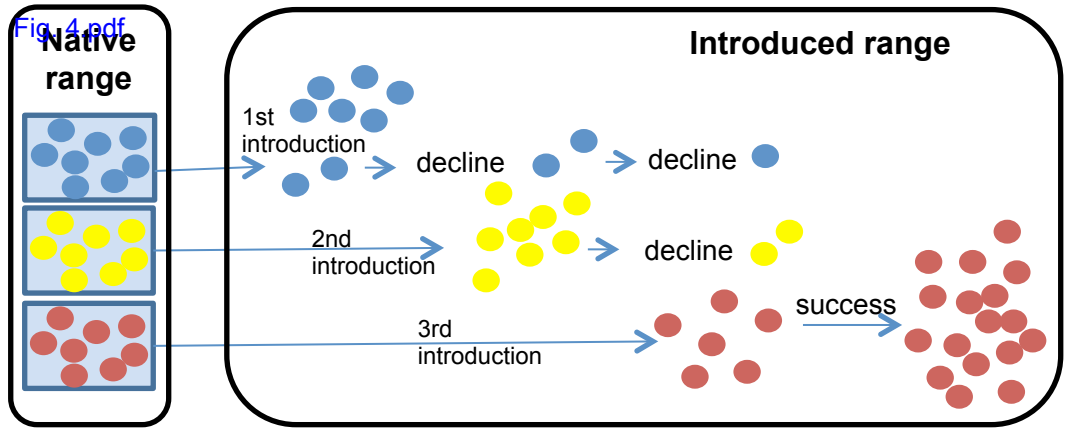 Fig. 4.pdf
Native
range
Introduced range
1st
introduction
decline
decline
2nd
introduction
decline
3rd
introduction
success